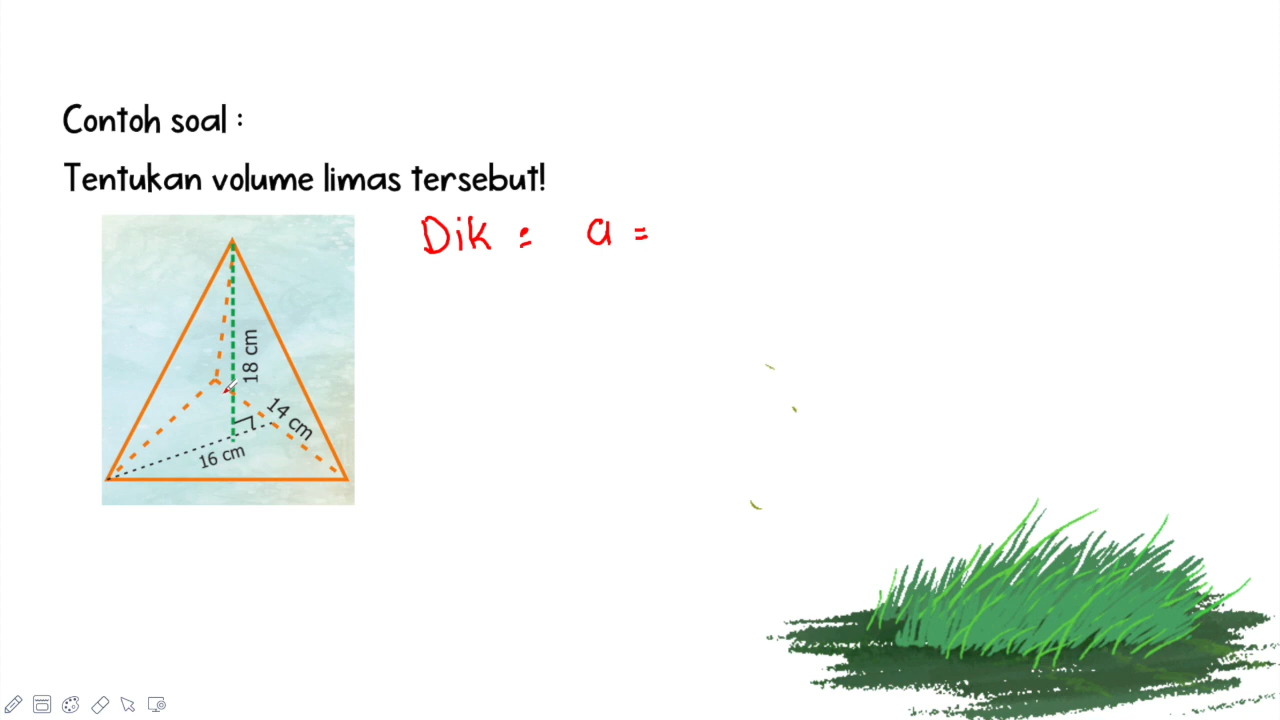 Contoh soal :
Tentukan volume limas tersebut!
Dik : a =
18 cm
14 cm
16 cm